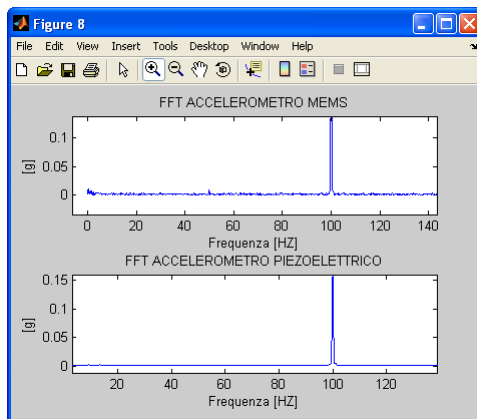 Figure 8
File Edit View Insert Tools Desktop Window Help
FFT ACCELEROMETRO MEMS
0.1
0.05
0
[g]
0 20 40 60 80 100 120 140
Frequenza [HZ]
FFT ACCELEROMETRO PIEZOELETTRICO
0.15
0.1
0.05
0
[g]
20 40 60 80 100 120
Frequenza [HZ]